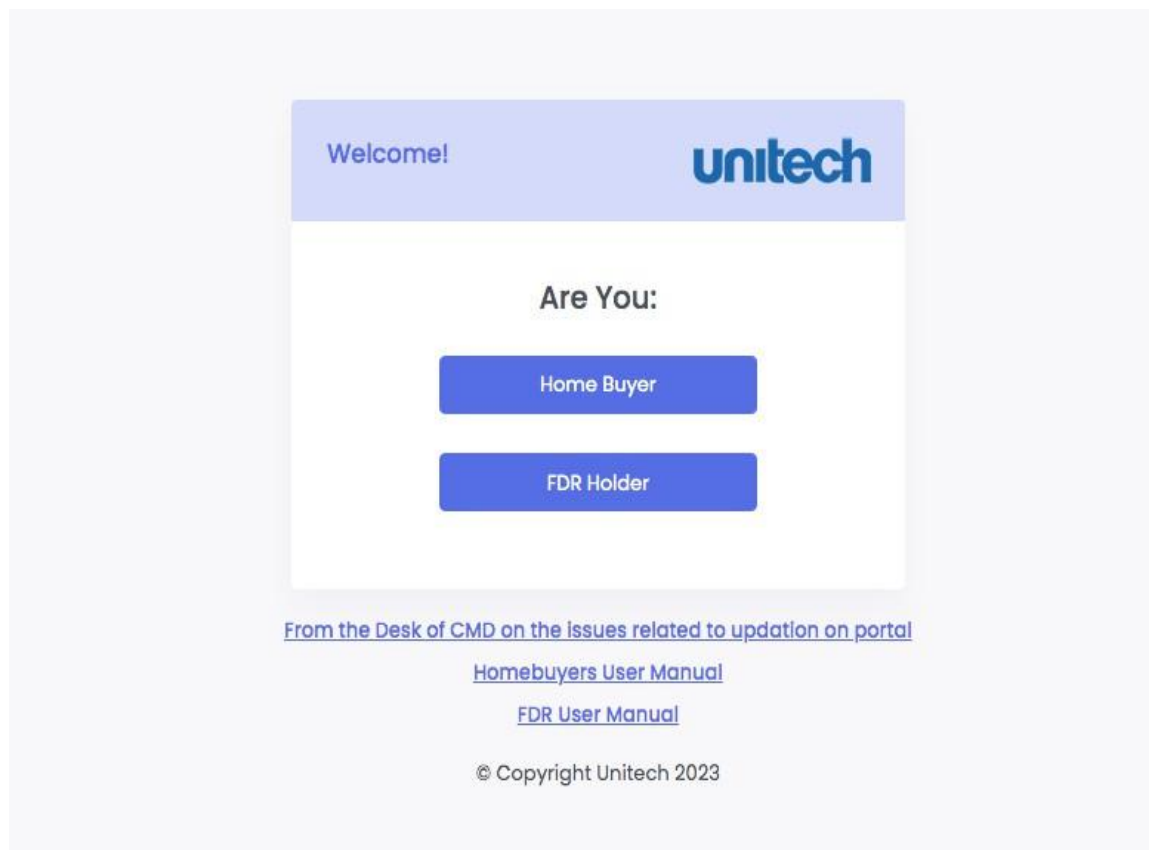 Welcome!
unitech
Are You:
Home Buyer
FDR Holder
From the Desk of CMD on the issues related to updation on portal
Homebuyers User Manual
FDR User Manual
© Copyright Unitech 2023